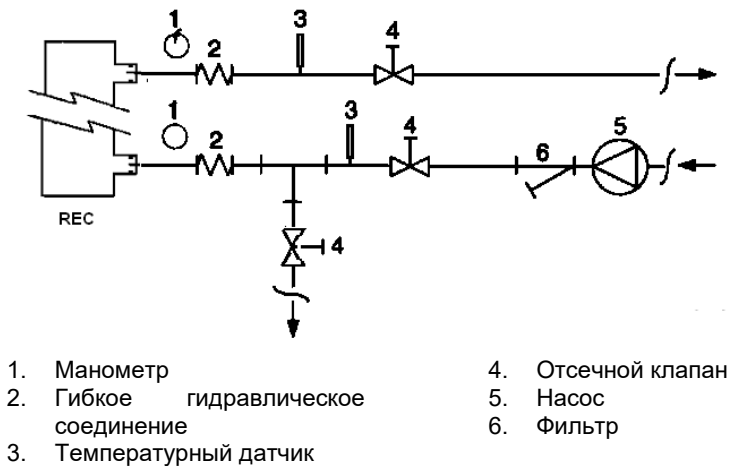 1
2
3
4
1
2
3
4
6
5
REC
4
1. Манометр
2. Гибкое гидравлическое
соединение
3. Температурный датчик
4. Отсечной клапан
5. Насос
6. Фильтр